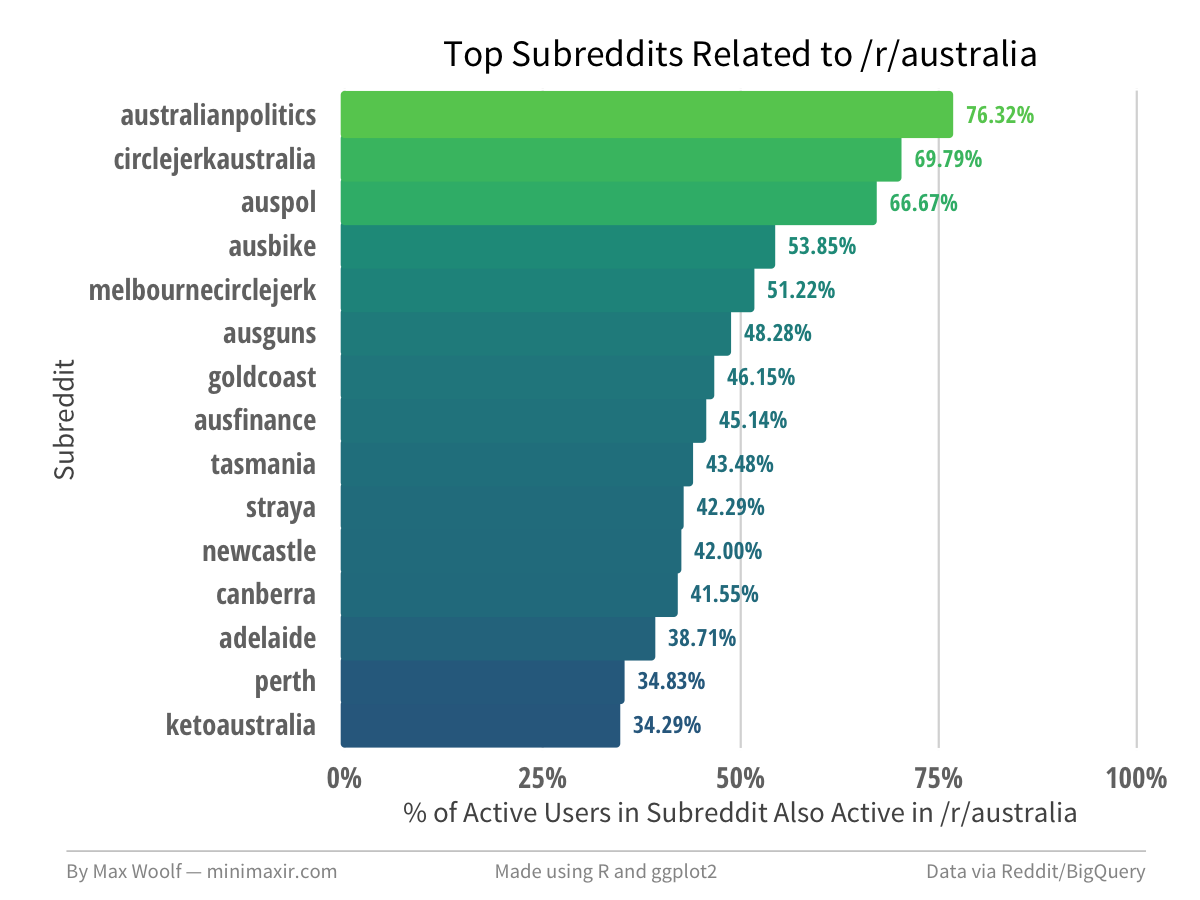 Top Subreddits Related to /r/australia
australianpolitics 76.32%
circlejerkaustralia 69.79%
auspol 66.67%
ausbike 53.85%
melbournecirclejerk 51.22%
ausguns 48.28%
goldcoast 46.15%
ausfinance 45.14%
tasmania 43.48%
straya 42.29%
newcastle 42.00%
canberra 41.55%
adelaide 38.71%
perth 34.83%
ketoaustralia 34.29%
Subreddit
0% 25% 50% 75% 100%
% of Active Users in Subreddit Also Active in /r/australia
By Max Woolf — minimaxir.com Made using R and ggplot2 Data via Reddit/BigQuery